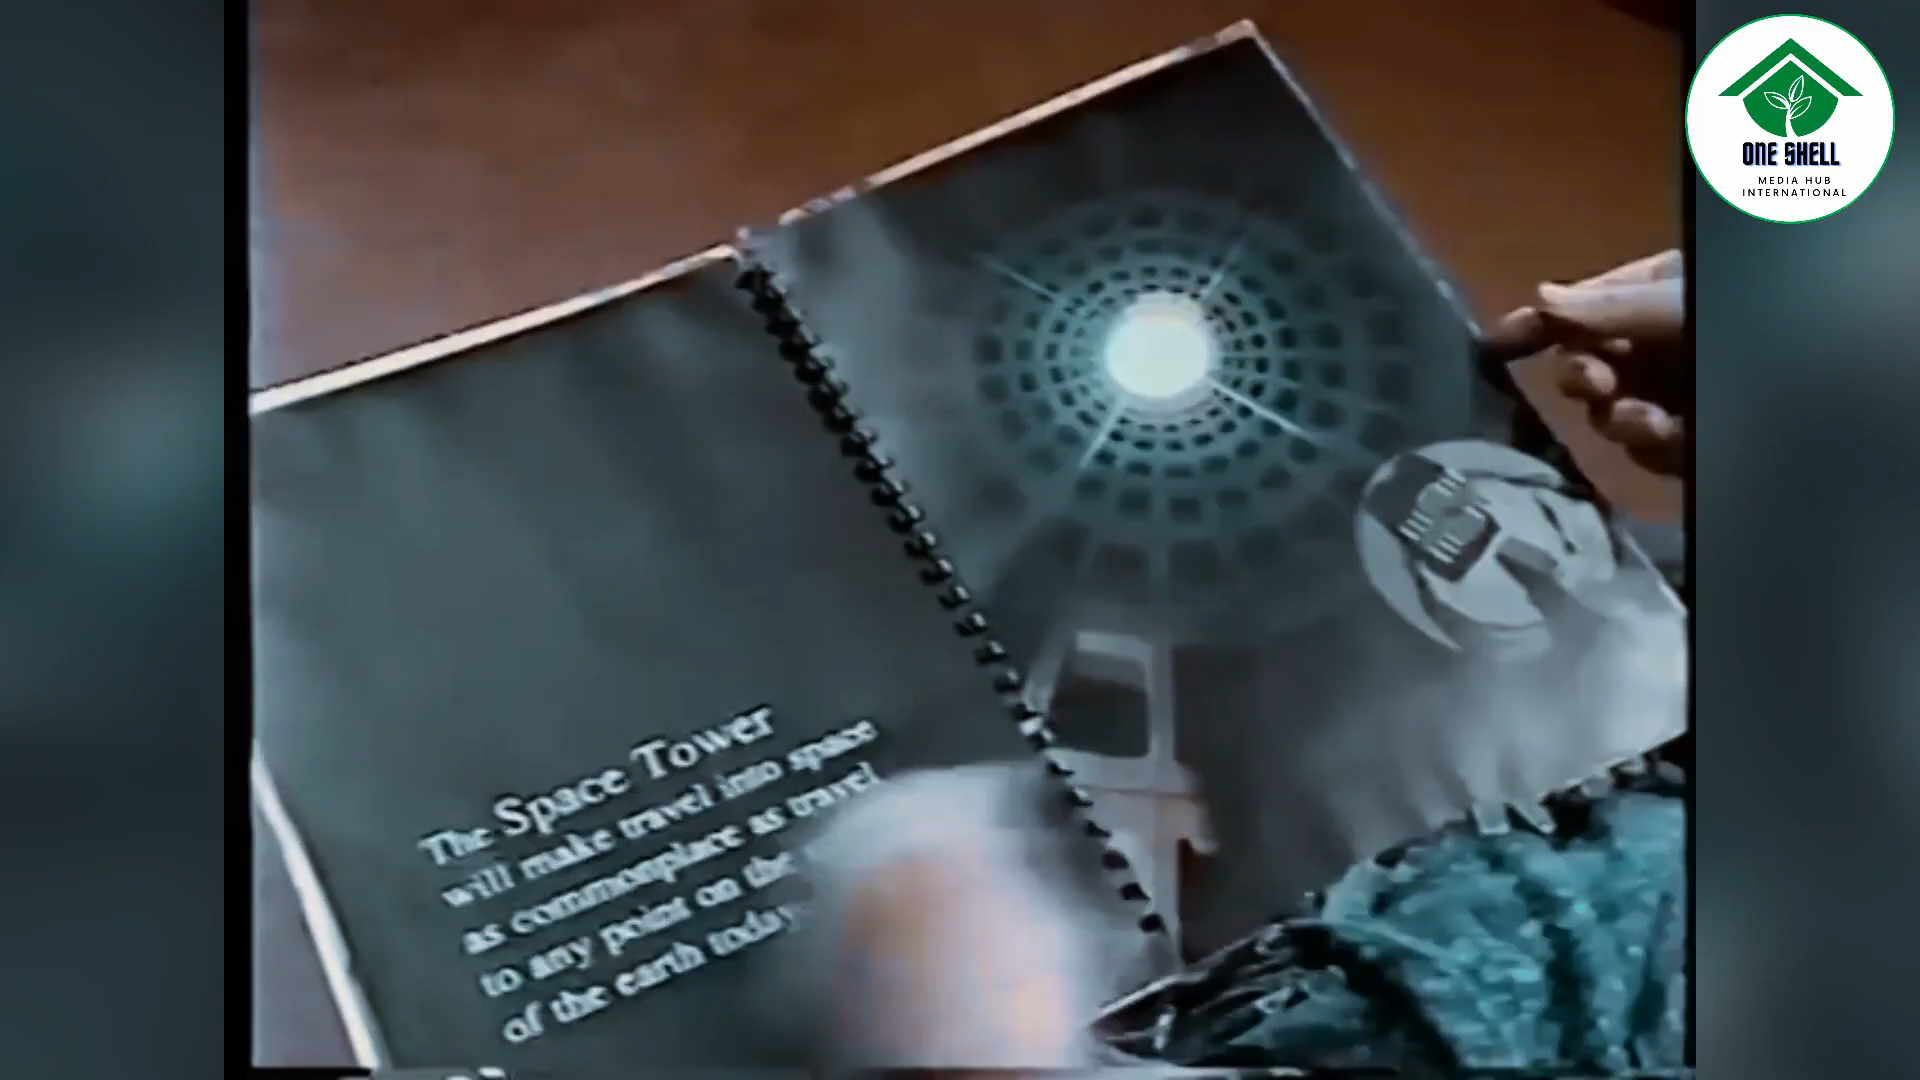 The Space Tower
will make travel into space
as commonplace as travel
to any point on the
of the earth today
ONE SHELL
MEDIA HUB
INTERNATIONAL